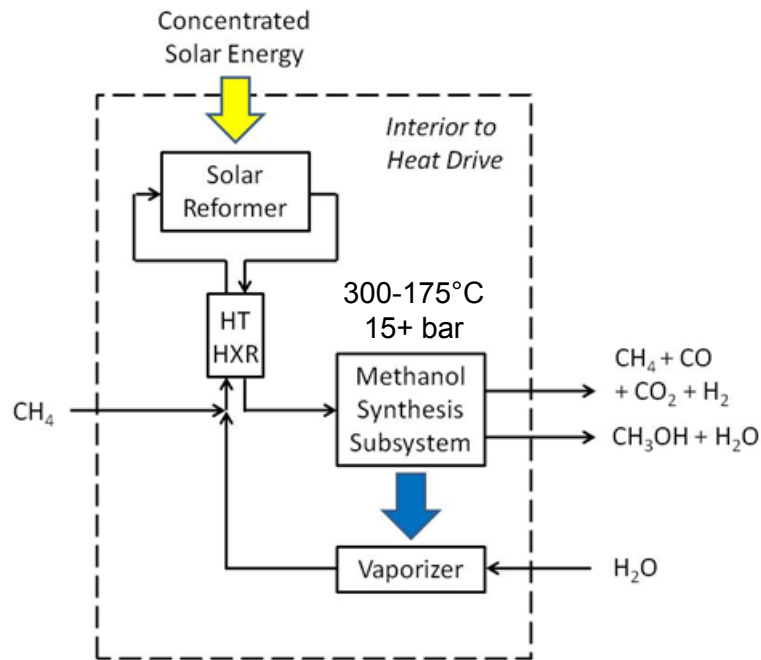 Concentrated
Solar Energy
Interior to
Heat Drive
Solar
Reformer
300-175°C
15+ bar
HT
HXR
Methanol
Synthesis
Subsystem
CH₄ + CO
+ CO₂ + H₂
CH₄
CH₃OH + H₂O
Vaporizer
H₂O